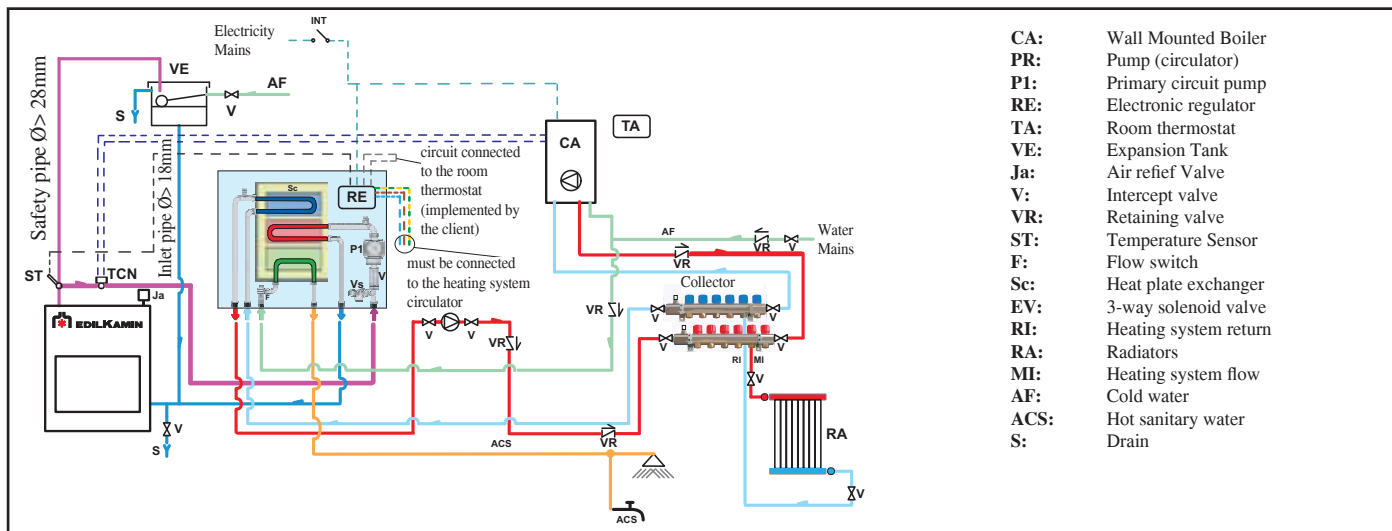 INT
Electricity
Mains
VE
AF
V
S
Safety pipe Ø> 28mm
Inlet pipe Ø> 18mm
ST
TCN
Ja
EDILKAMIN
V
S
Sc
RE
P1
V
Vs
F
circuit connected
to the room
thermostat
(implemented by
the client)
must be connected
to the heating system
circulator
CA
TA
AF
VR
V
Water
Mains
VR
Collector
VR
V
V
V
V
RI
MI
V
V
VR
V
RA
V
ACS
VR
ACS
CA: Wall Mounted Boiler
PR: Pump (circulator)
P1: Primary circuit pump
RE: Electronic regulator
TA: Room thermostat
VE: Expansion Tank
Ja: Air refief Valve
V: Intercept valve
VR: Retaining valve
ST: Temperature Sensor
F: Flow switch
Sc: Heat plate exchanger
EV: 3-way solenoid valve
RI: Heating system return
RA: Radiators
MI: Heating system flow
AF: Cold water
ACS: Hot sanitary water
S: Drain